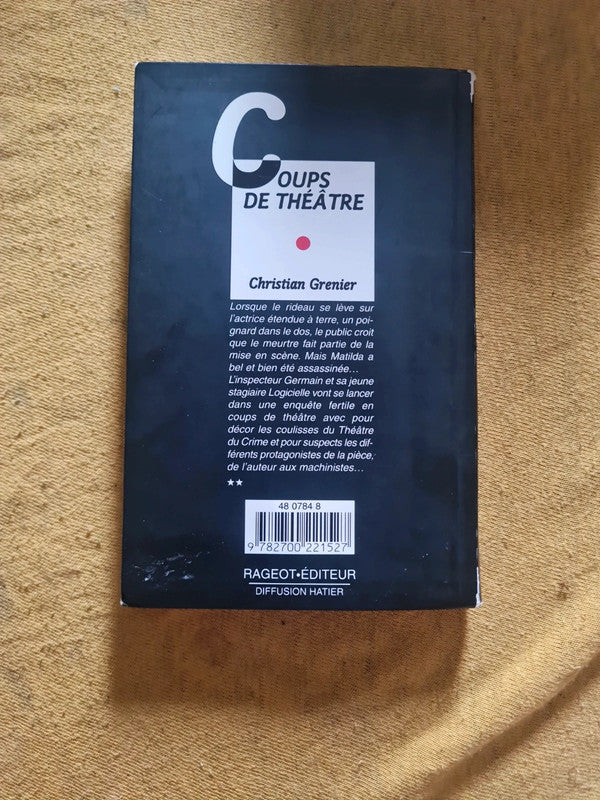 COUPS
DE THÉÂTRE
Christian Grenier
Lorsque le rideau se lève sur
l'actrice étendue à terre, un poi-
gnard dans le dos, le public croit
que le meurtre fait partie de la
mise en scène. Mais Matilda a
bel et bien été assassinée...
L'inspecteur Germain et sa jeune
stagiaire Logicielle vont se lancer
dans une enquête fertile en
coups de théâtre avec pour
décor les coulisses du Théâtre
du Crime et pour suspects les dif-
férents protagonistes de la pièce,
de l'auteur aux machinistes...
★★
48 0784 8
9 782700 221527
RAGEOT•ÉDITEUR
DIFFUSION HATIER